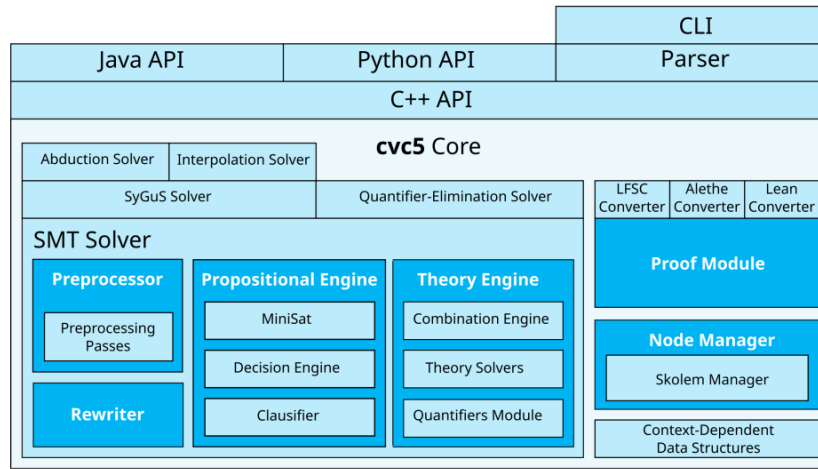 CLI
Java API
Python API
Parser
C++ API
cvc5 Core
Abduction Solver
Interpolation Solver
SyGuS Solver
Quantifier-Elimination Solver
LFSC
Converter
Alethe
Converter
Lean
Converter
SMT Solver
Preprocessor
Preprocessing
Passes
Rewriter
Propositional Engine
MiniSat
Decision Engine
Clausifier
Theory Engine
Combination Engine
Theory Solvers
Quantifiers Module
Proof Module
Node Manager
Skolem Manager
Context-Dependent
Data Structures